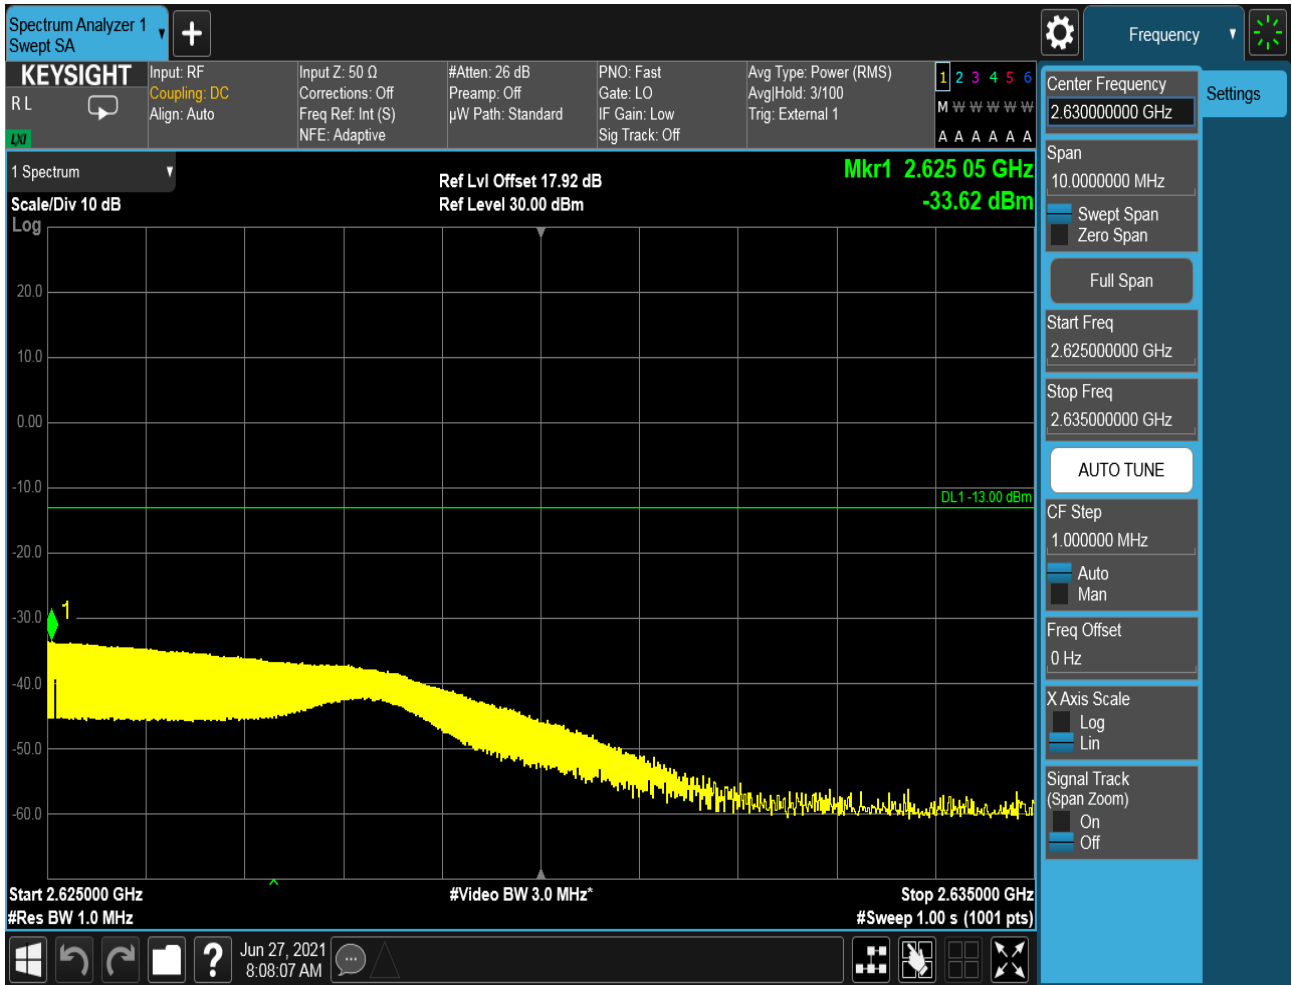 Spectrum Analyzer 1
Swept SA
Frequency
KEYSIGHT
R L
LXI
Input: RF
Coupling: DC
Align: Auto
Input Z: 50 Ω
Corrections: Off
Freq Ref: Int (S)
NFE: Adaptive
#Atten: 26 dB
Preamp: Off
µW Path: Standard
PNO: Fast
Gate: LO
IF Gain: Low
Sig Track: Off
Avg Type: Power (RMS)
Avg|Hold: 3/100
Trig: External 1
1 2 3 4 5 6
M W W W W W
A A A A A A
Center Frequency
2.630000000 GHz
Settings
1 Spectrum
Scale/Div 10 dB
Log
Ref Lvl Offset 17.92 dB
Ref Level 30.00 dBm
Mkr1 2.625 05 GHz
-33.62 dBm
Span
10.0000000 MHz
Swept Span
Zero Span
Full Span
Start Freq
2.625000000 GHz
Stop Freq
2.635000000 GHz
AUTO TUNE
CF Step
1.000000 MHz
Auto
Man
Freq Offset
0 Hz
X Axis Scale
Log
Lin
Signal Track
(Span Zoom)
On
Off
20.0
10.0
0.00
-10.0
DL1 -13.00 dBm
-20.0
-30.0
1
-40.0
-50.0
-60.0
Start 2.625000 GHz
#Res BW 1.0 MHz
#Video BW 3.0 MHz*
Stop 2.635000 GHz
#Sweep 1.00 s (1001 pts)
?
Jun 27, 2021
8:08:07 AM